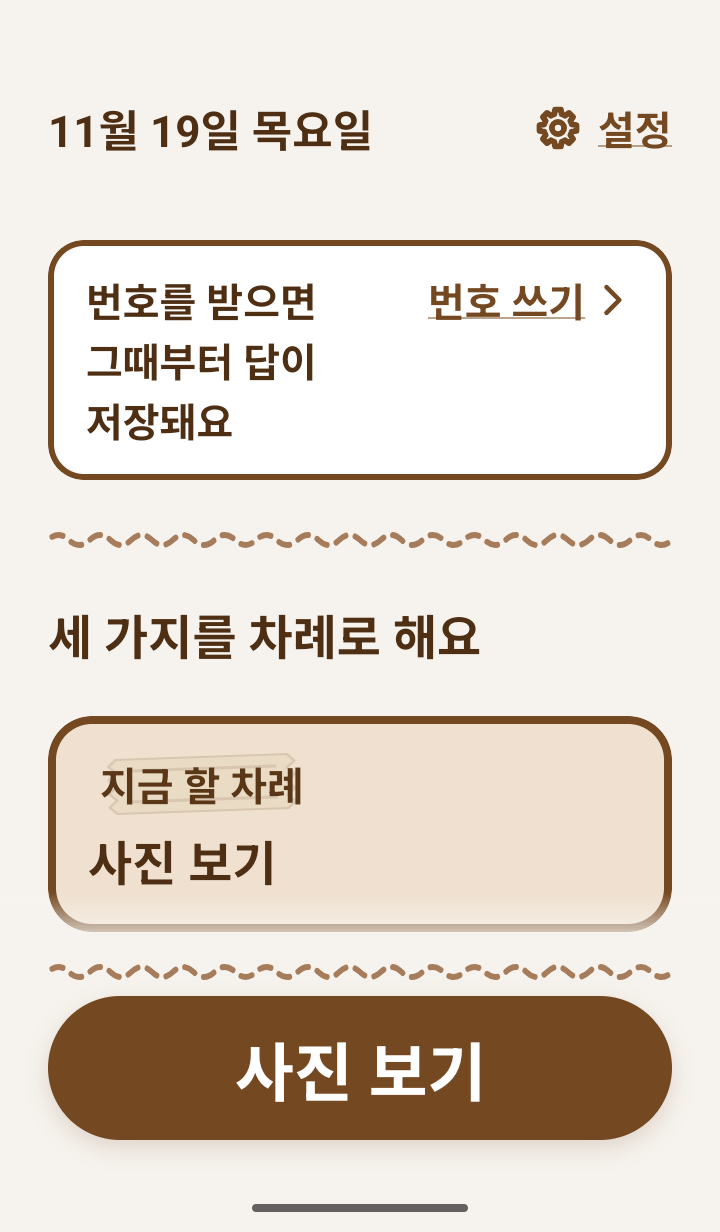 11월 19일 목요일
설정
번호를 받으면
그때부터 답이
저장돼요
번호 쓰기
세 가지를 차례로 해요
지금 할 차례
사진 보기
사진 보기